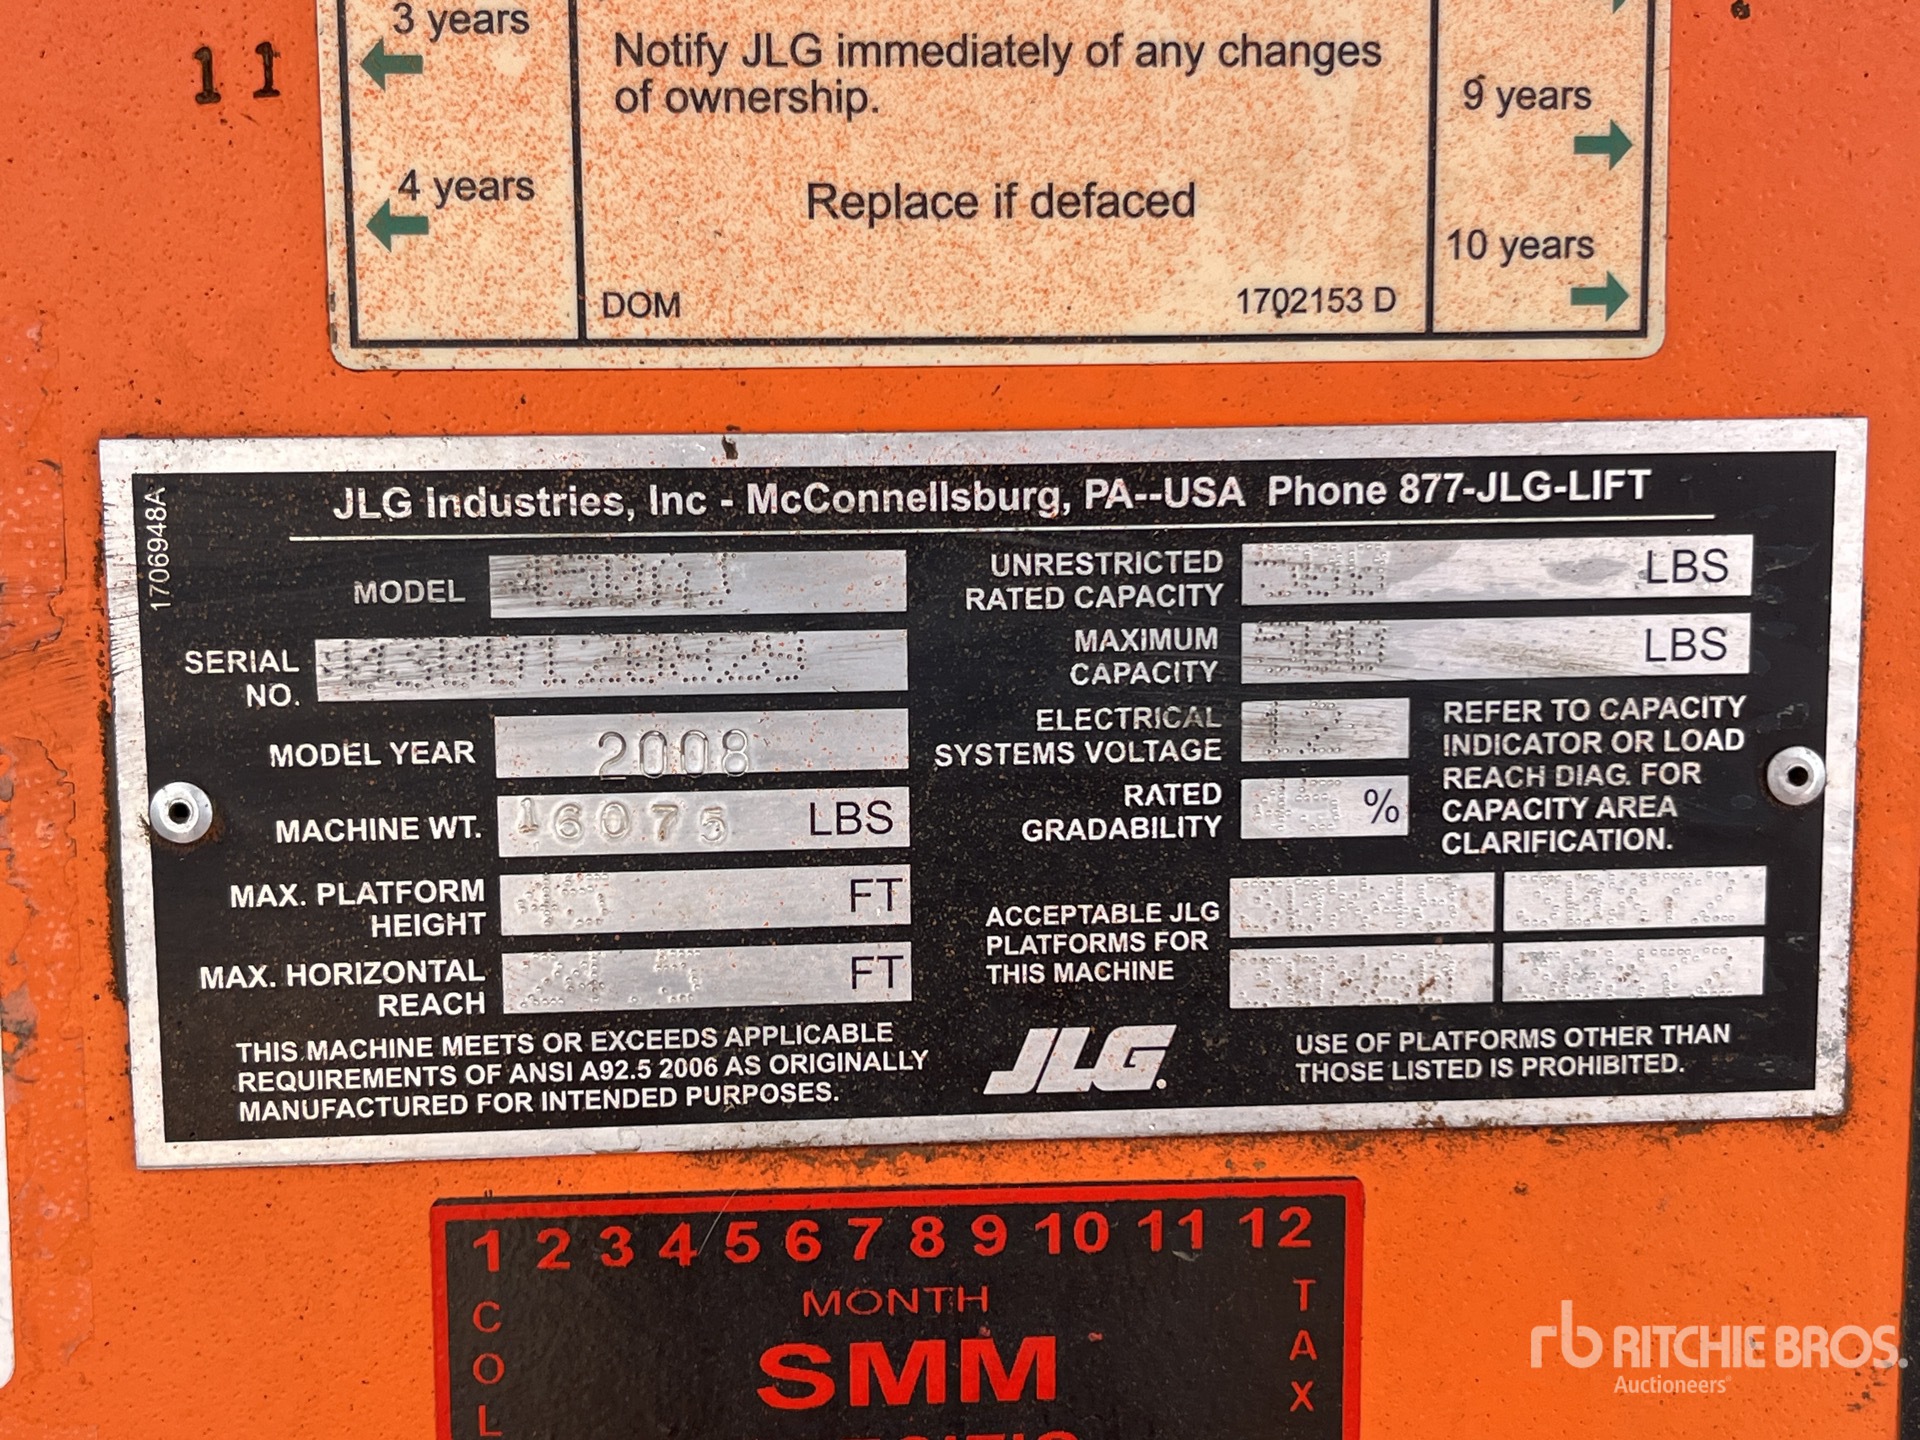 11
3 years
4 years
Notify JLG immediately of any changes
of ownership.
Replace if defaced
DOM
1702153 D
9 years
10 years
17069948A
JLG Industries, Inc - McConnellsburg, PA--USA Phone 877-JLG-LIFT
MODEL
SERIAL
NO.
MODEL YEAR 2008
MACHINE WT. 16075 LBS
MAX. PLATFORM
HEIGHT 45 FT
MAX. HORIZONTAL
REACH FT
THIS MACHINE MEETS OR EXCEEDS APPLICABLE
REQUIREMENTS OF ANSI A92.5 2006 AS ORIGINALLY
MANUFACTURED FOR INTENDED PURPOSES.
UNRESTRICTED
RATED CAPACITY 500 LBS
MAXIMUM
CAPACITY 500 LBS
ELECTRICAL
SYSTEMS VOLTAGE 12
RATED
GRADABILITY %
REFER TO CAPACITY
INDICATOR OR LOAD
REACH DIAG. FOR
CAPACITY AREA
CLARIFICATION.
ACCEPTABLE JLG
PLATFORMS FOR
THIS MACHINE
JLG
USE OF PLATFORMS OTHER THAN
THOSE LISTED IS PROHIBITED.
1 2 3 4 5 6 7 8 9 10 11 12
MONTH
SMM
COL
TAX
rb RITCHIE BROS.
Auctioneers